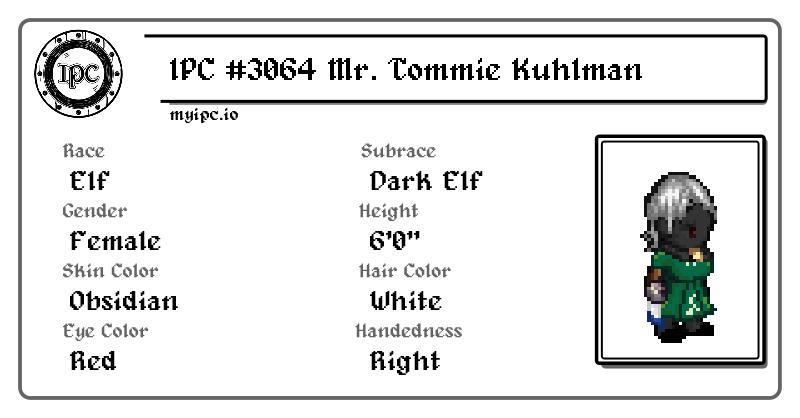 IPC
IPC #3064 Mr. Tommie Kuhlman
myipc.io
Race
Elf
Subrace
Dark Elf
Gender
Female
Height
6'0"
Skin Color
Obsidian
Hair Color
White
Eye Color
Red
Handedness
Right